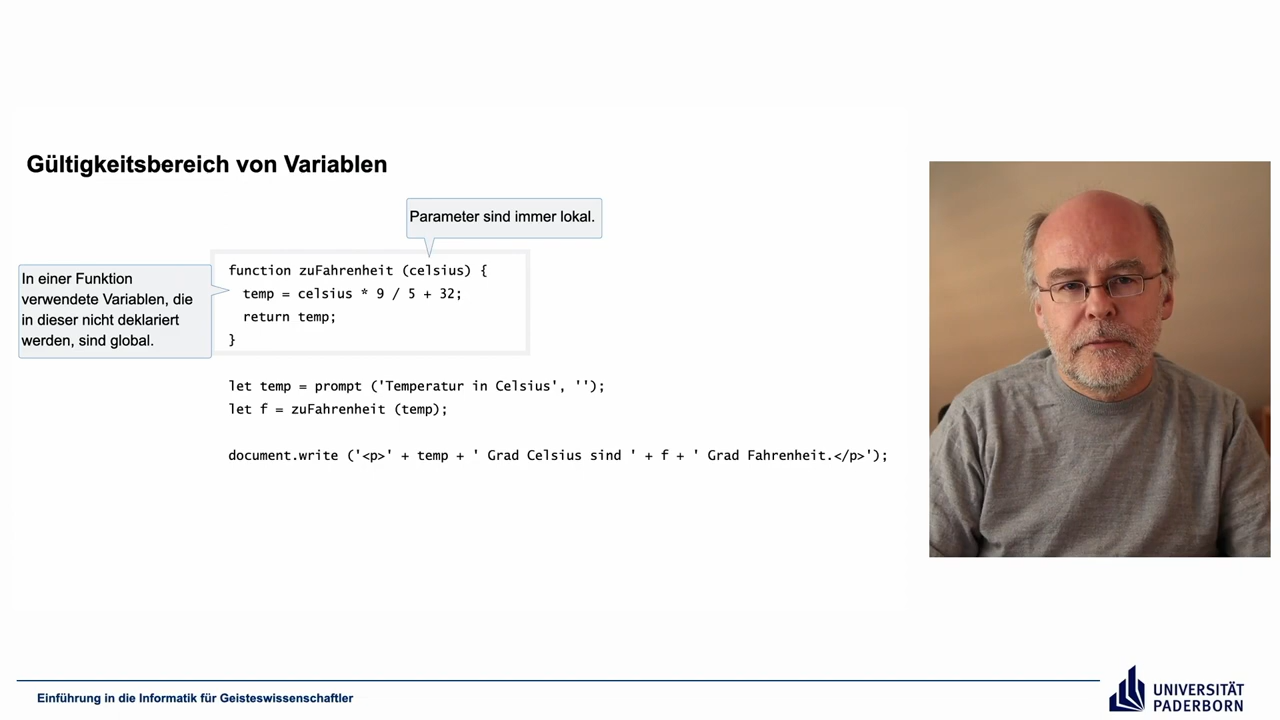 Gültigkeitsbereich von Variablen
Parameter sind immer lokal.
In einer Funktion
verwendete Variablen, die
in dieser nicht deklariert
werden, sind global.
function zuFahrenheit (celsius) {
temp = celsius * 9 / 5 + 32;
return temp;
}
let temp = prompt ('Temperatur in Celsius', '');
let f = zuFahrenheit (temp);
document.write ('<p>' + temp + ' Grad Celsius sind ' + f + ' Grad Fahrenheit.</p>');
Einführung in die Informatik für Geisteswissenschaftler
UNIVERSITÄT
PADERBORN